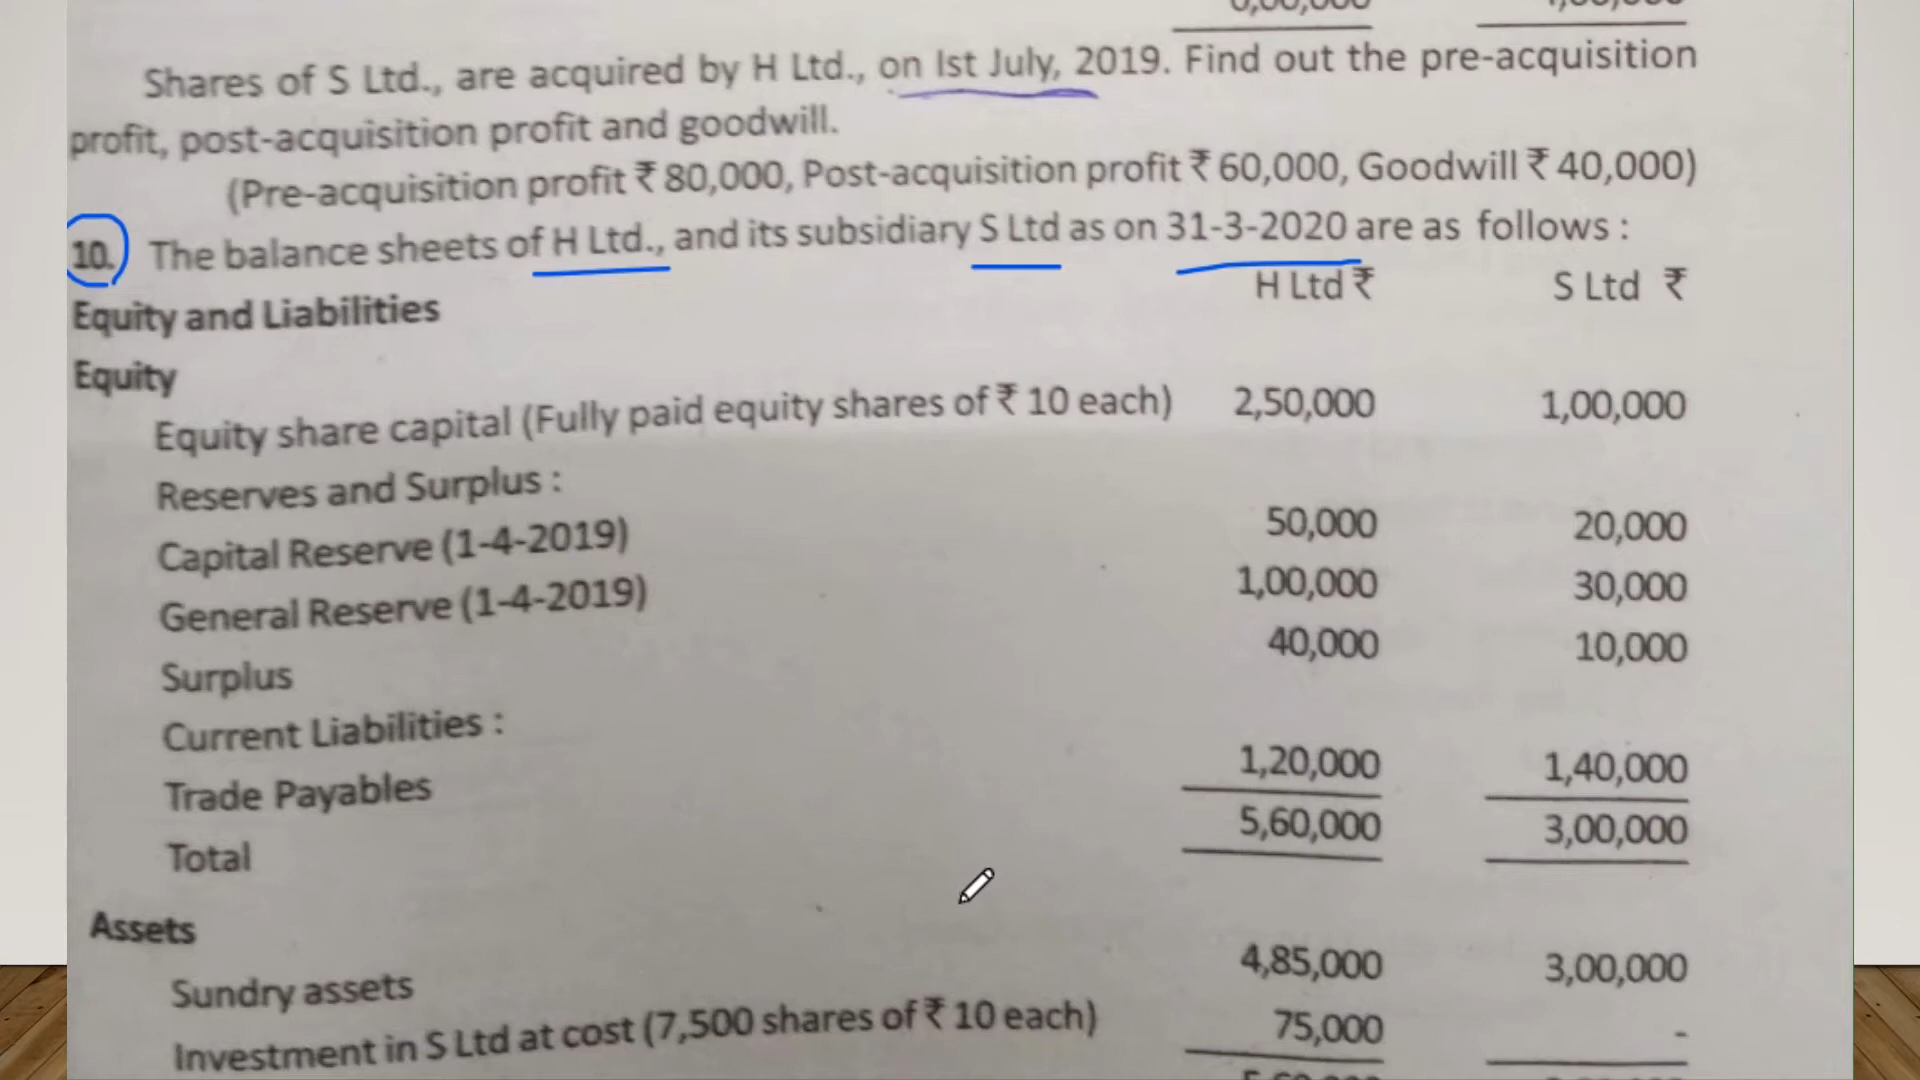 Shares of S Ltd., are acquired by H Ltd., on Ist July, 2019. Find out the pre-acquisition
profit, post-acquisition profit and goodwill.
(Pre-acquisition profit ₹ 80,000, Post-acquisition profit ₹ 60,000, Goodwill ₹ 40,000)
10. The balance sheets of H Ltd., and its subsidiary S Ltd as on 31-3-2020 are as follows :
H Ltd ₹ S Ltd ₹
Equity and Liabilities
Equity
Equity share capital (Fully paid equity shares of ₹ 10 each) 2,50,000 1,00,000
Reserves and Surplus :
Capital Reserve (1-4-2019) 50,000 20,000
General Reserve (1-4-2019) 1,00,000 30,000
Surplus 40,000 10,000
Current Liabilities :
Trade Payables 1,20,000 1,40,000
Total 5,60,000 3,00,000
Assets
Sundry assets 4,85,000 3,00,000
Investment in S Ltd at cost (7,500 shares of ₹ 10 each) 75,000 -